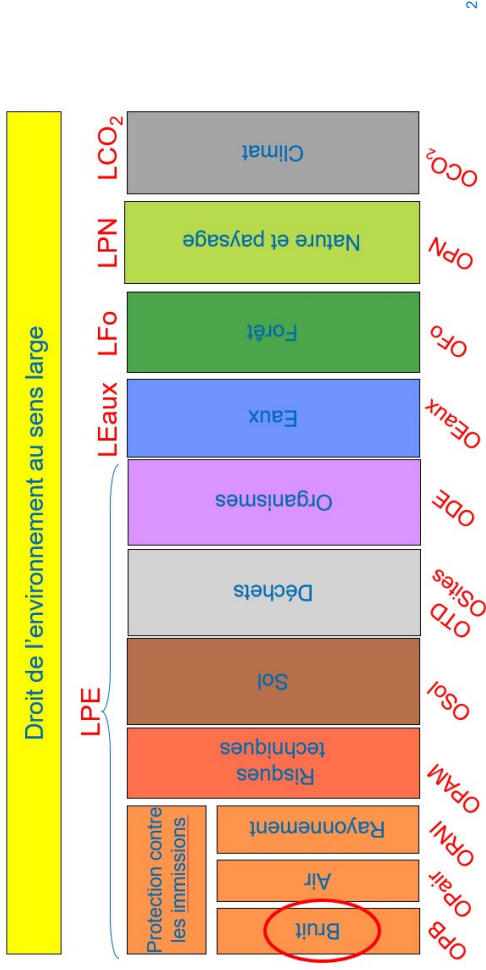 Droit de l'environnement au sens large
LPE
LEaux
LFo
LPN
LCO₂
Protection contre
les immissions
Bruit
Air
Rayonnement
Risques
techniques
Sol
Déchets
Organismes
Eaux
Forêt
Nature et paysage
Climat
OPB
OPair
ORNI
OPAM
OSol
OTD
OSites
ODE
OEaux
OFo
OPN
OCO₂
2